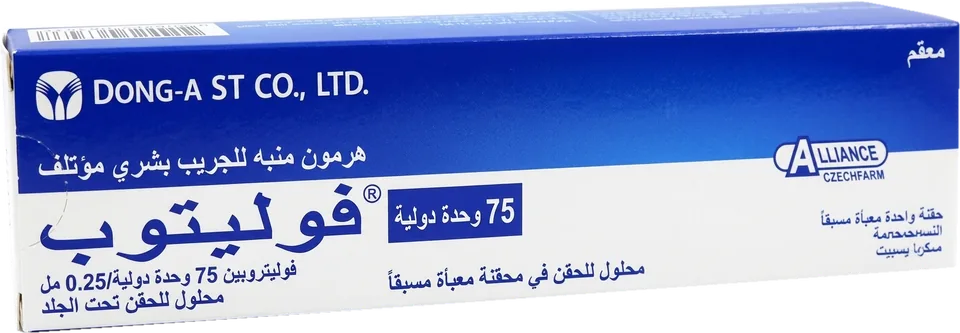 معقم
DONG-A ST CO., LTD.
هرمون منبه للجريب بشري مؤتلف
ALLIANCE
CZECHFARM
فوليتوب®
75 وحدة دولية
فوليتروبين 75 وحدة دولية/0.25 مل
محلول للحقن تحت الجلد
محلول للحقن في محقنة معبأة مسبقاً
حقنة واحدة معبأة مسبقاً